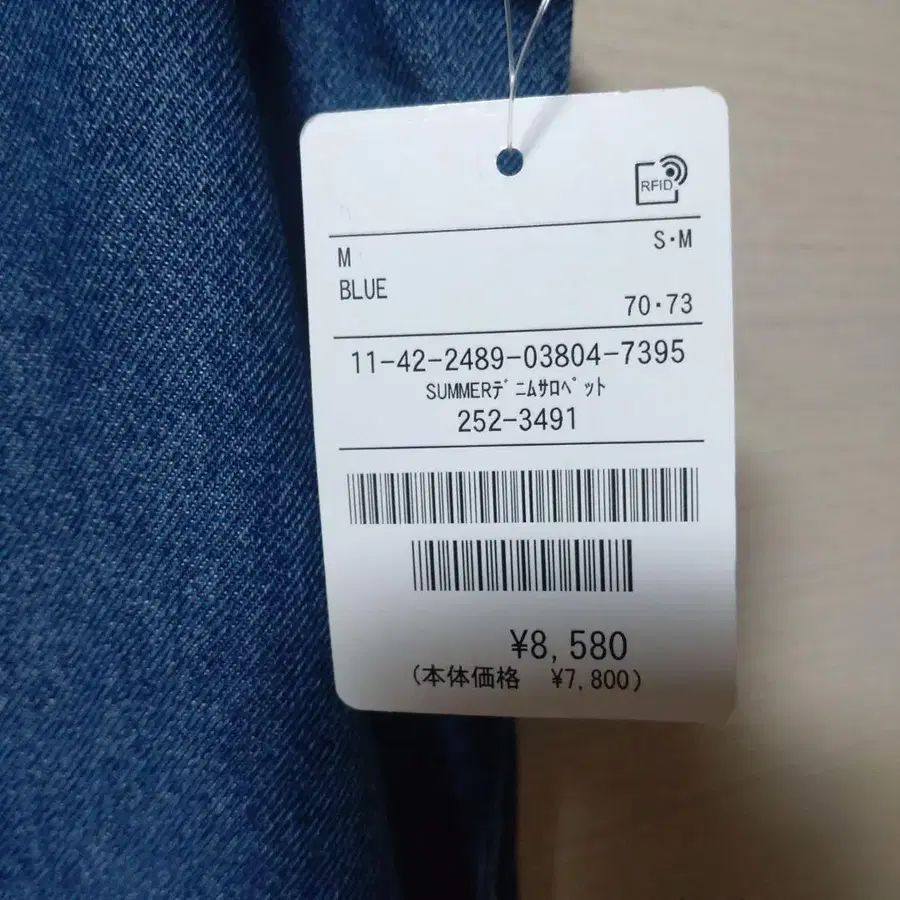 RFID
M S・M
BLUE
70・73
11-42-2489-03804-7395
SUMMERﾃﾞﾆﾑｻﾛﾍﾟｯﾄ
252-3491
¥8,580
(本体価格 ¥7,800)